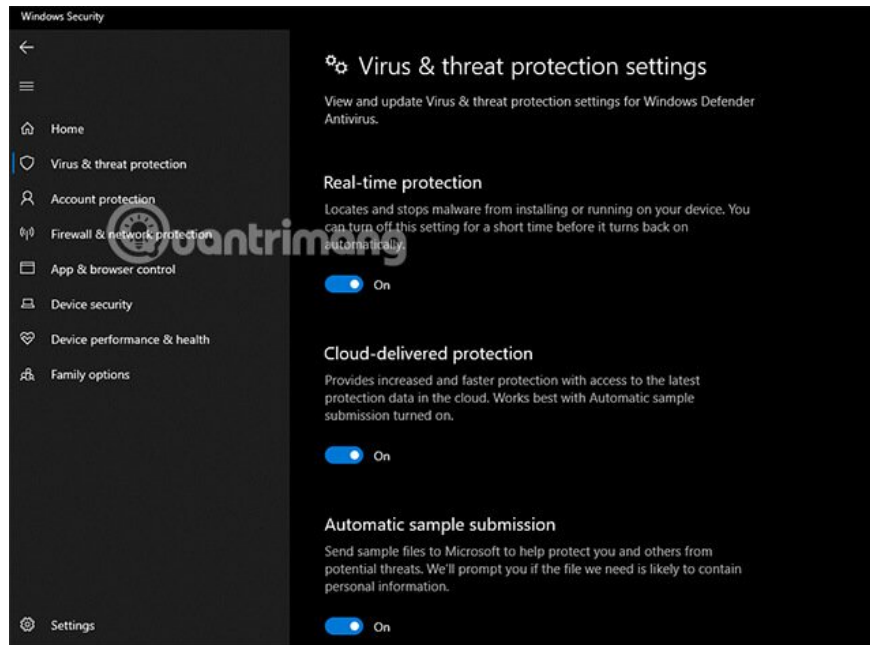 Windows Security
Home
Virus & threat protection
Account protection
Firewall & network protection
App & browser control
Device security
Device performance & health
Family options
Settings
Virus & threat protection settings
View and update Virus & threat protection settings for Windows Defender
Antivirus.
Real-time protection
Locates and stops malware from installing or running on your device. You
can turn off this setting for a short time before it turns back on
automatically.
On
Cloud-delivered protection
Provides increased and faster protection with access to the latest
protection data in the cloud. Works best with Automatic sample
submission turned on.
On
Automatic sample submission
Send sample files to Microsoft to help protect you and others from
potential threats. We'll prompt you if the file we need is likely to contain
personal information.
On
Quantrimang